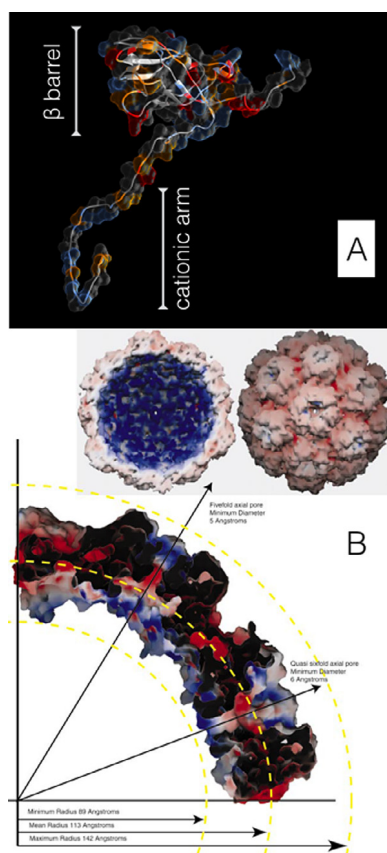 β barrel
cationic arm
A
B
Fivefold axial pore
Minimum Diameter
5 Angstroms
Quasi sixfold axial pore
Minimum Diameter
6 Angstroms
Minimum Radius 89 Angstroms
Mean Radius 113 Angstroms
Maximum Radius 142 Angstroms